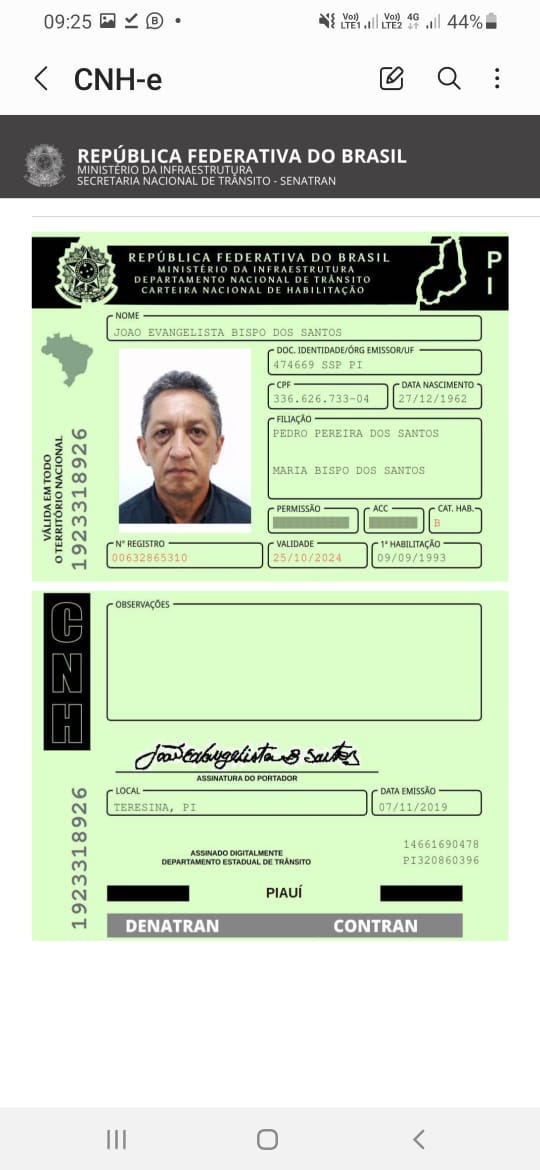 09:25
Vo)) LTE1 Vo)) LTE2 4G 44%
CNH-e
REPÚBLICA FEDERATIVA DO BRASIL
MINISTÉRIO DA INFRAESTRUTURA
SECRETARIA NACIONAL DE TRÂNSITO - SENATRAN
REPÚBLICA FEDERATIVA DO BRASIL
MINISTÉRIO DA INFRAESTRUTURA
DEPARTAMENTO NACIONAL DE TRÂNSITO
CARTEIRA NACIONAL DE HABILITAÇÃO
PI
NOME
JOAO EVANGELISTA BISPO DOS SANTOS
DOC. IDENTIDADE/ÓRG EMISSOR/UF
474669 SSP PI
CPF
336.626.733-04
DATA NASCIMENTO
27/12/1962
FILIAÇÃO
PEDRO PEREIRA DOS SANTOS
MARIA BISPO DOS SANTOS
PERMISSÃO
ACC
CAT. HAB.
B
VÁLIDA EM TODO
O TERRITÓRIO NACIONAL
1923318926
Nº REGISTRO
00632865310
VALIDADE
25/10/2024
1ª HABILITAÇÃO
09/09/1993
CNH
OBSERVAÇÕES
João Evangelista B Santos
ASSINATURA DO PORTADOR
LOCAL
TERESINA, PI
DATA EMISSÃO
07/11/2019
1923318926
ASSINADO DIGITALMENTE
DEPARTAMENTO ESTADUAL DE TRÂNSITO
14661690478
PI320860396
PIAUÍ
DENATRAN CONTRAN